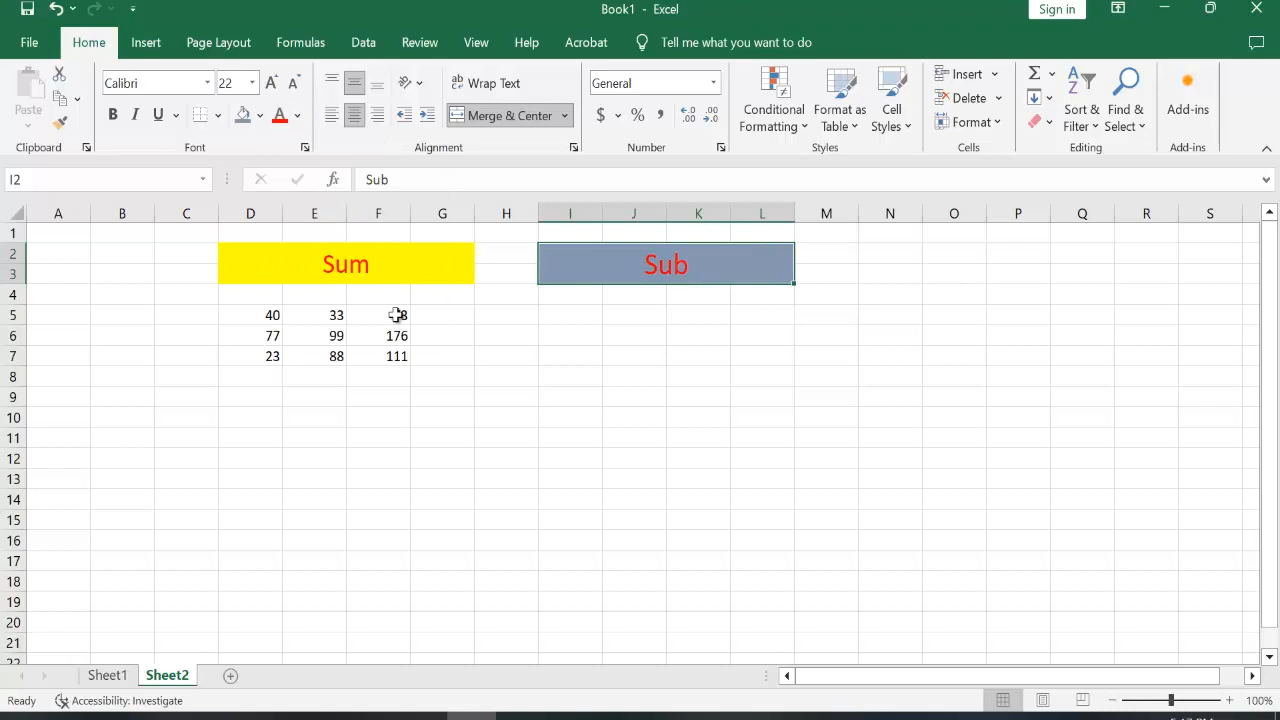 Book1 - Excel
Sign in
File Home Insert Page Layout Formulas Data Review View Help Acrobat Tell me what you want to do
Paste
Calibri 22
Wrap Text
General
Conditional Formatting
Format as Table
Cell Styles
Insert
Delete
Format
Sort & Filter
Find & Select
Add-ins
B I U
Merge & Center
$ % ,
Clipboard Font Alignment Number Styles Cells Editing Add-ins
I2 fx Sub
A B C D E F G H I J K L M N O P Q R S
1
2 Sum Sub
3
4
5 40 33
6 77 99 176
7 23 88 111
8
9
10
11
12
13
14
15
16
17
18
19
20
21
22
Sheet1 Sheet2
Ready Accessibility: Investigate 100%